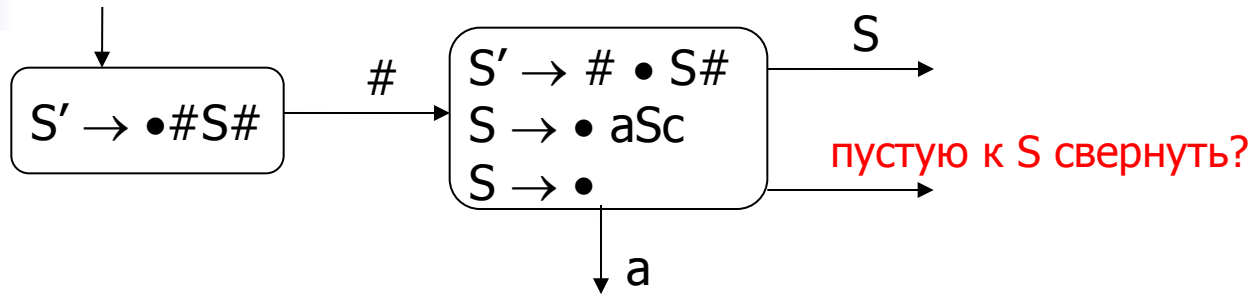 S′ → •#S#
#
S′ → # • S#
S → • aSc
S → •
S
пустую к S свернуть?
a